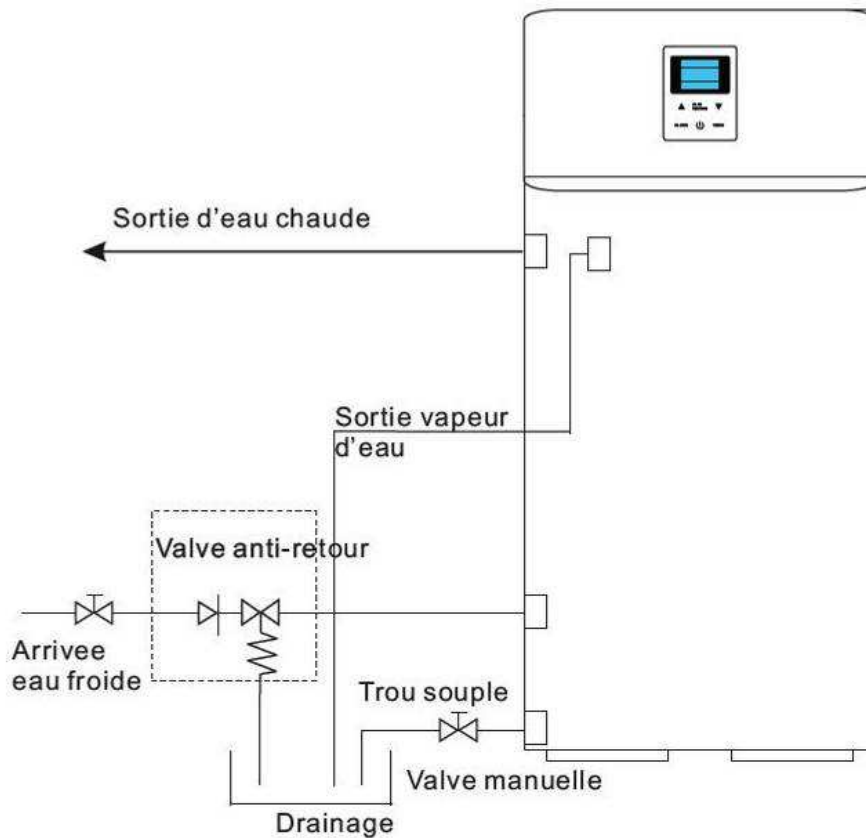 Sortie d'eau chaude
Sortie vapeur
d'eau
Valve anti-retour
Arrivee
eau froide
Trou souple
Valve manuelle
Drainage